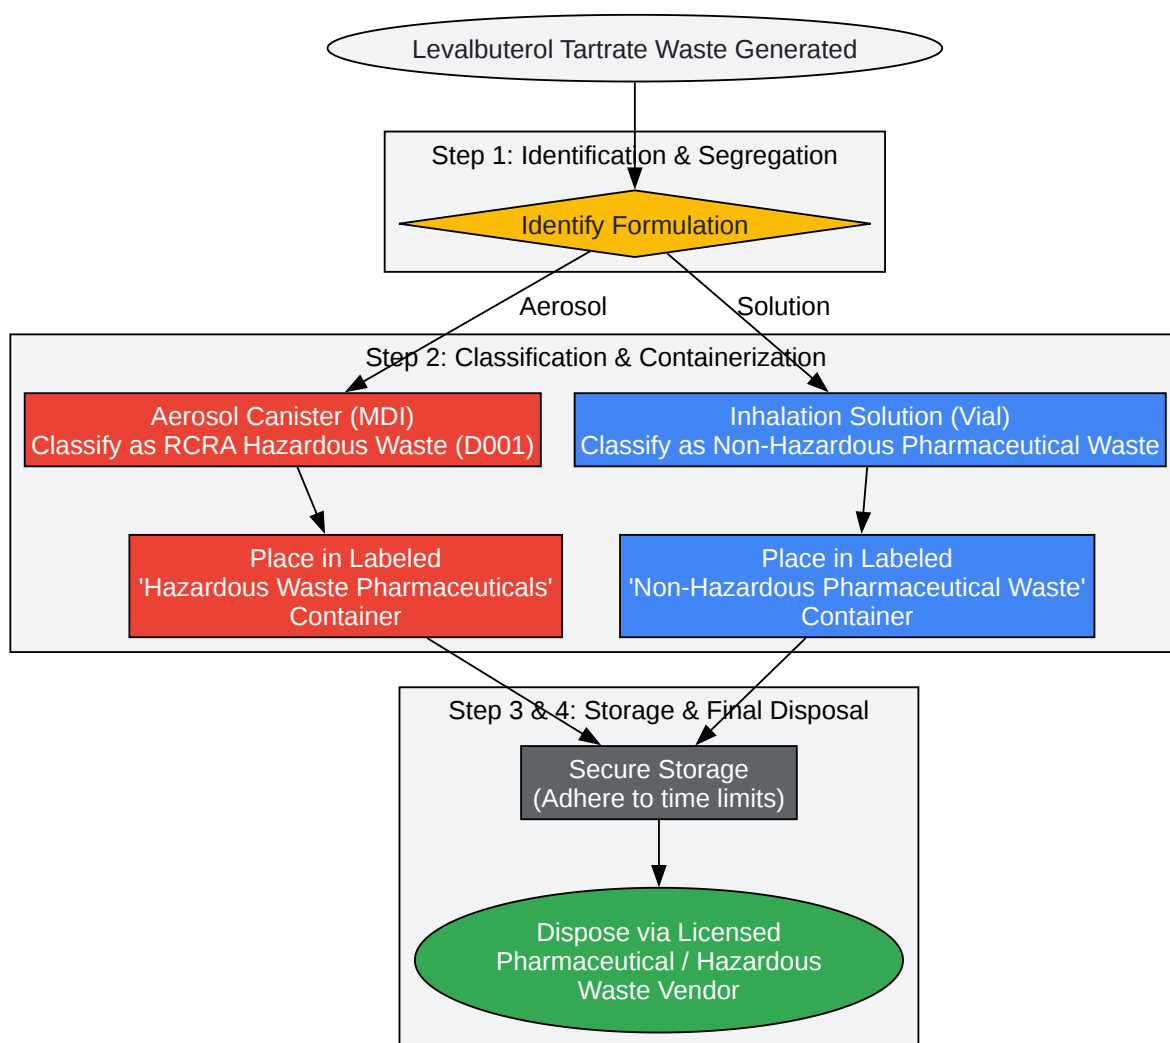 Levalbuterol Tartrate Waste Generated
Step 1: Identification & Segregation
Identify Formulation
Aerosol
Solution
Step 2: Classification & Containerization
Aerosol Canister (MDI)
Classify as RCRA Hazardous Waste (D001)
Inhalation Solution (Vial)
Classify as Non-Hazardous Pharmaceutical Waste
Place in Labeled
'Hazardous Waste Pharmaceuticals'
Container
Place in Labeled
'Non-Hazardous Pharmaceutical Waste'
Container
Step 3 & 4: Storage & Final Disposal
Secure Storage
(Adhere to time limits)
Dispose via Licensed
Pharmaceutical / Hazardous
Waste Vendor